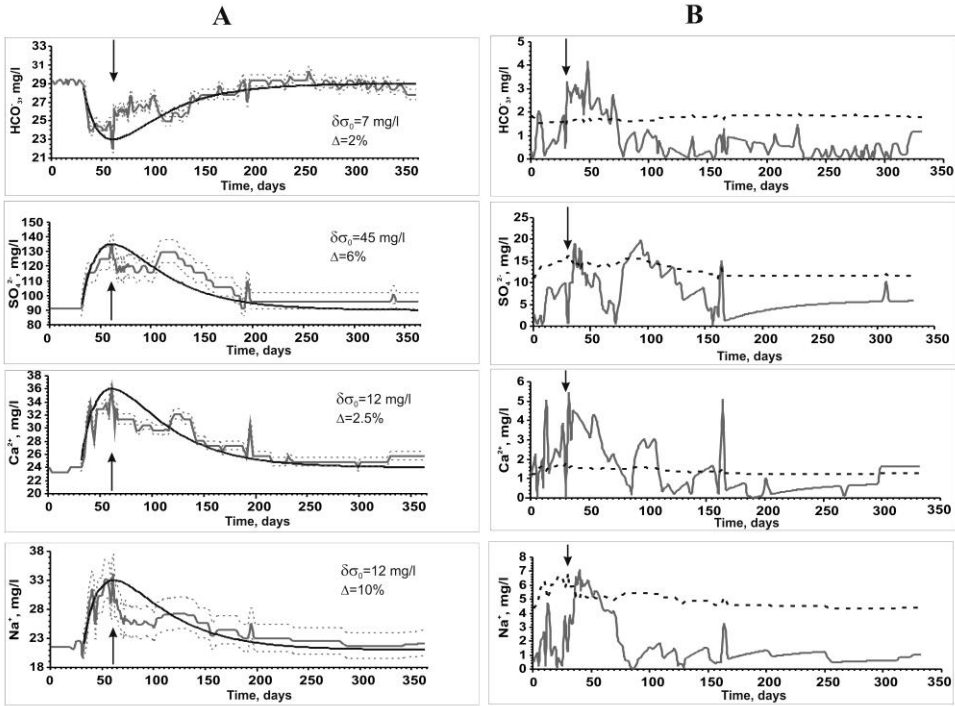 A
B
HCO⁻₃, mg/l
33
31
29
27
25
23
21
0 50 100 150 200 250 300 350
Time, days
δσ₀=7 mg/l
Δ=2%
HCO⁻₃, mg/l
5
4
3
2
1
0
0 50 100 150 200 250 300 350
Time, days
SO₄²⁻, mg/l
150
140
130
120
110
100
90
80
0 50 100 150 200 250 300 350
Time, days
δσ₀=45 mg/l
Δ=6%
SO₄²⁻, mg/l
25
20
15
10
5
0
0 50 100 150 200 250 300 350
Time, days
Ca²⁺, mg/l
38
36
34
32
30
28
26
24
22
20
0 50 100 150 200 250 300 350
Time, days
δσ₀=12 mg/l
Δ=2.5%
Ca²⁺, mg/l
6
5
4
3
2
1
0
0 50 100 150 200 250 300 350
Time, days
Na⁺, mg/l
38
33
28
23
18
0 50 100 150 200 250 300 350
Time, days
δσ₀=12 mg/l
Δ=10%
Na⁺, mg/l
8
7
6
5
4
3
2
1
0
0 50 100 150 200 250 300 350
Time, days